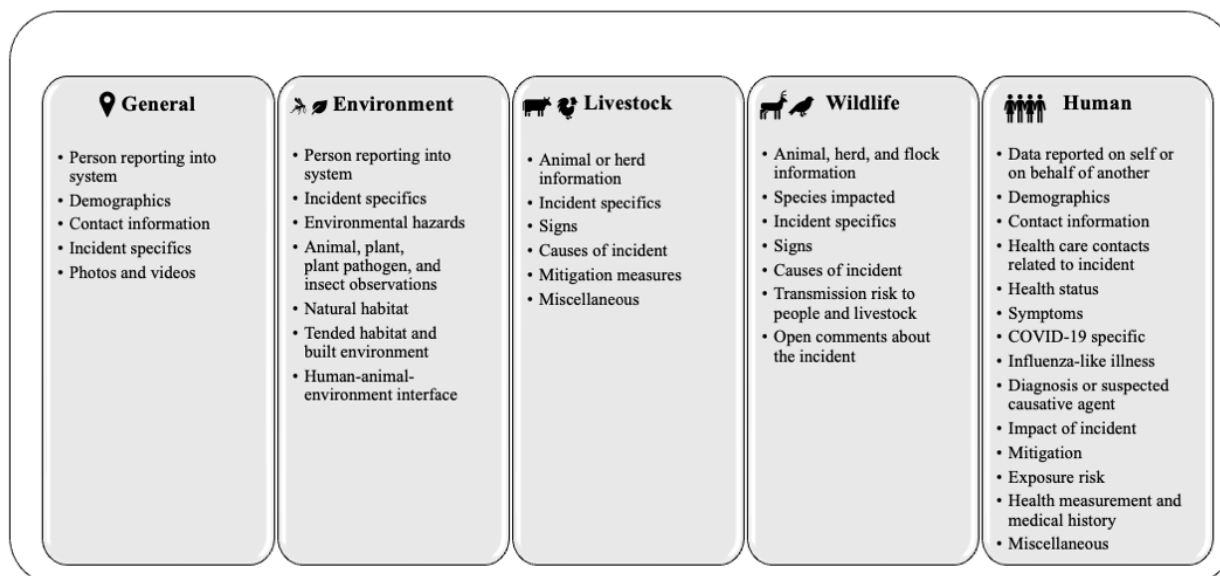 General
• Person reporting into
system
• Demographics
• Contact information
• Incident specifics
• Photos and videos
Environment
• Person reporting into
system
• Incident specifics
• Environmental hazards
• Animal, plant,
plant pathogen, and
insect observations
• Natural habitat
• Tended habitat and
built environment
• Human-animal-
environment interface
Livestock
• Animal or herd
information
• Incident specifics
• Signs
• Causes of incident
• Mitigation measures
• Miscellaneous
Wildlife
• Animal, herd, and flock
information
• Species impacted
• Incident specifics
• Signs
• Causes of incident
• Transmission risk to
people and livestock
• Open comments about
the incident
Human
• Data reported on self or
on behalf of another
• Demographics
• Contact information
• Health care contacts
related to incident
• Health status
• Symptoms
• COVID-19 specific
• Influenza-like illness
• Diagnosis or suspected
causative agent
• Impact of incident
• Mitigation
• Exposure risk
• Health measurement and
medical history
• Miscellaneous